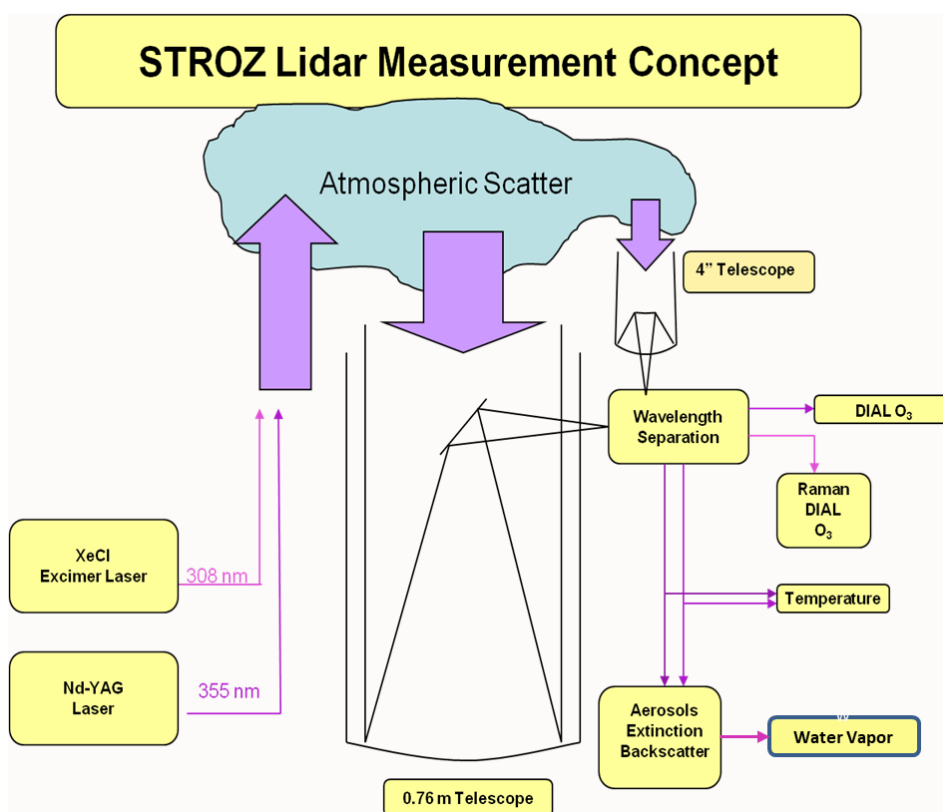 STROZ Lidar Measurement Concept
Atmospheric Scatter
4” Telescope
Wavelength
Separation
DIAL O₃
Raman
DIAL
O₃
XeCl
Excimer Laser
308 nm
Temperature
Nd-YAG
Laser
355 nm
Aerosols
Extinction
Backscatter
Water Vapor
0.76 m Telescope